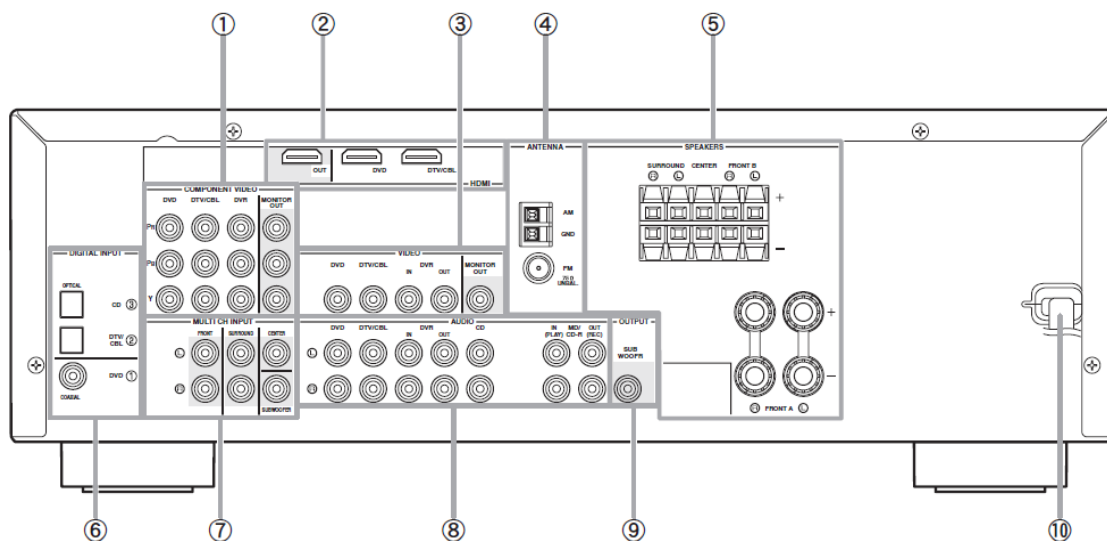 ① ② ③ ④ ⑤
ANTENNA
SPEAKERS
SURROUND CENTER FRONT B
Ⓡ Ⓛ Ⓡ Ⓛ
OUT DVD DTV/CBL
HDMI
COMPONENT VIDEO
DVD DTV/CBL DVR MONITOR
OUT
PR
PB
Y
AM
GND
FM
75 Ω
UNBAL.
+
–
DIGITAL INPUT
OPTICAL
CD ③
DTV/
CBL ②
DVD ①
COAXIAL
VIDEO
DVD DTV/CBL DVR MONITOR
IN OUT OUT
MULTI CH INPUT
FRONT SURROUND CENTER
Ⓛ
Ⓡ
SUBWOOFER
AUDIO
DVD DTV/CBL DVR CD IN MD/ OUT
IN OUT (PLAY) CD-R (REC)
Ⓛ
Ⓡ
OUTPUT
SUB
WOOFR
+
–
Ⓡ FRONT A Ⓛ
⑥ ⑦ ⑧ ⑨ ⑩